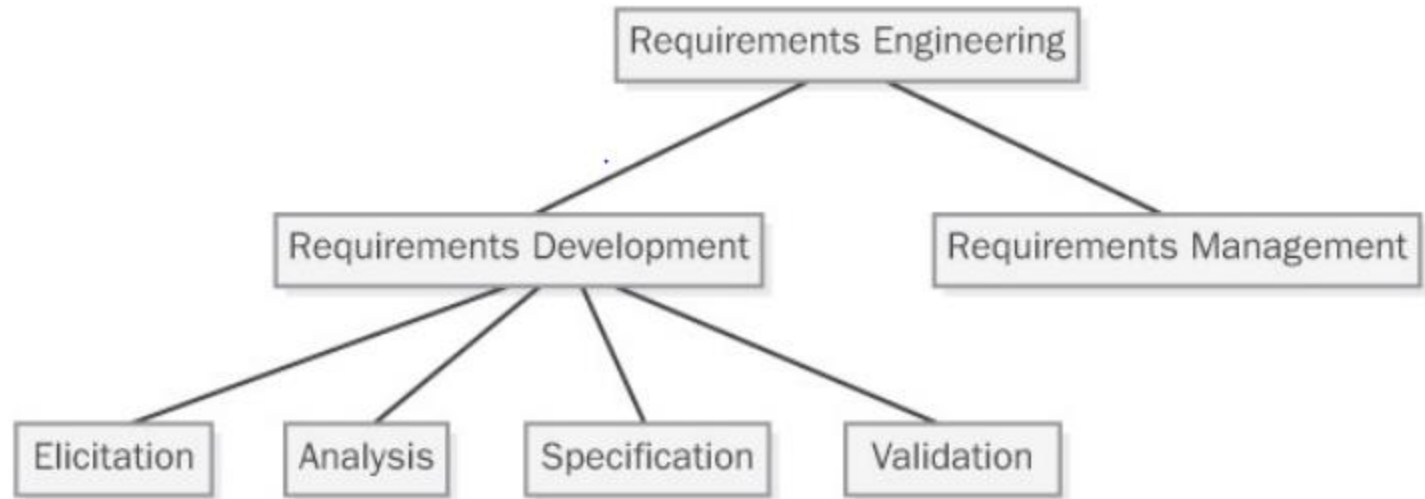 Requirements Engineering
Requirements Development
Requirements Management
Elicitation
Analysis
Specification
Validation